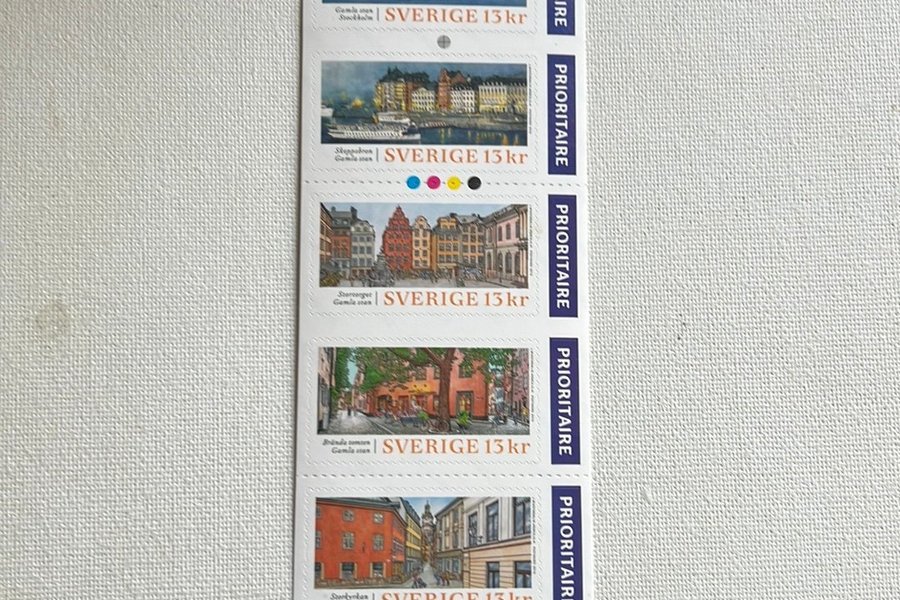 Gamla stan
Stockholm
SVERIGE 13 kr
PRIORITAIRE
Skeppsbron
Gamla stan
SVERIGE 13 kr
PRIORITAIRE
Stortorget
Gamla stan
SVERIGE 13 kr
PRIORITAIRE
Brända tomten
Gamla stan
SVERIGE 13 kr
PRIORITAIRE
Storkyrkan
SVERIGE 13 kr
PRIORITAIRE